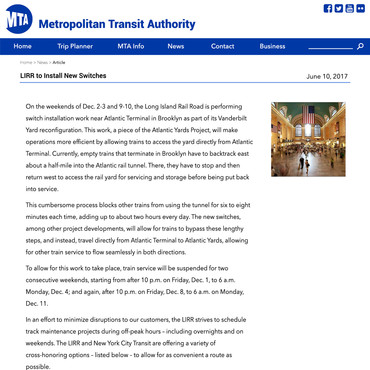 MTA
Metropolitan Transit Authority
Home Trip Planner MTA Info News Contact Business
Home > News > Article
LIRR to Install New Switches
June 10, 2017
On the weekends of Dec. 2-3 and 9-10, the Long Island Rail Road is performing
switch installation work near Atlantic Terminal in Brooklyn as part of its Vanderbilt
Yard reconfiguration. This work, a piece of the Atlantic Yards Project, will make
operations more efficient by allowing trains to access the yard directly from Atlantic
Terminal. Currently, empty trains that terminate in Brooklyn have to backtrack east
about a half-mile into the Atlantic rail tunnel. There, they have to stop and then
return west to access the rail yard for servicing and storage before being put back
into service.
This cumbersome process blocks other trains from using the tunnel for six to eight
minutes each time, adding up to about two hours every day. The new switches,
among other project developments, will allow for trains to bypass these lengthy
steps, and instead, travel directly from Atlantic Terminal to Atlantic Yards, allowing
for other train service to flow seamlessly in both directions.
To allow for this work to take place, train service will be suspended for two
consecutive weekends, starting from after 10 p.m. on Friday, Dec. 1, to 6 a.m.
Monday, Dec. 4; and again, after 10 p.m. on Friday, Dec. 8, to 6 a.m. on Monday,
Dec. 11.
In an effort to minimize disruptions to our customers, the LIRR strives to schedule
track maintenance projects during off-peak hours – including overnights and on
weekends. The LIRR and New York City Transit are offering a variety of
cross-honoring options – listed below – to allow for as convenient a route as
possible.